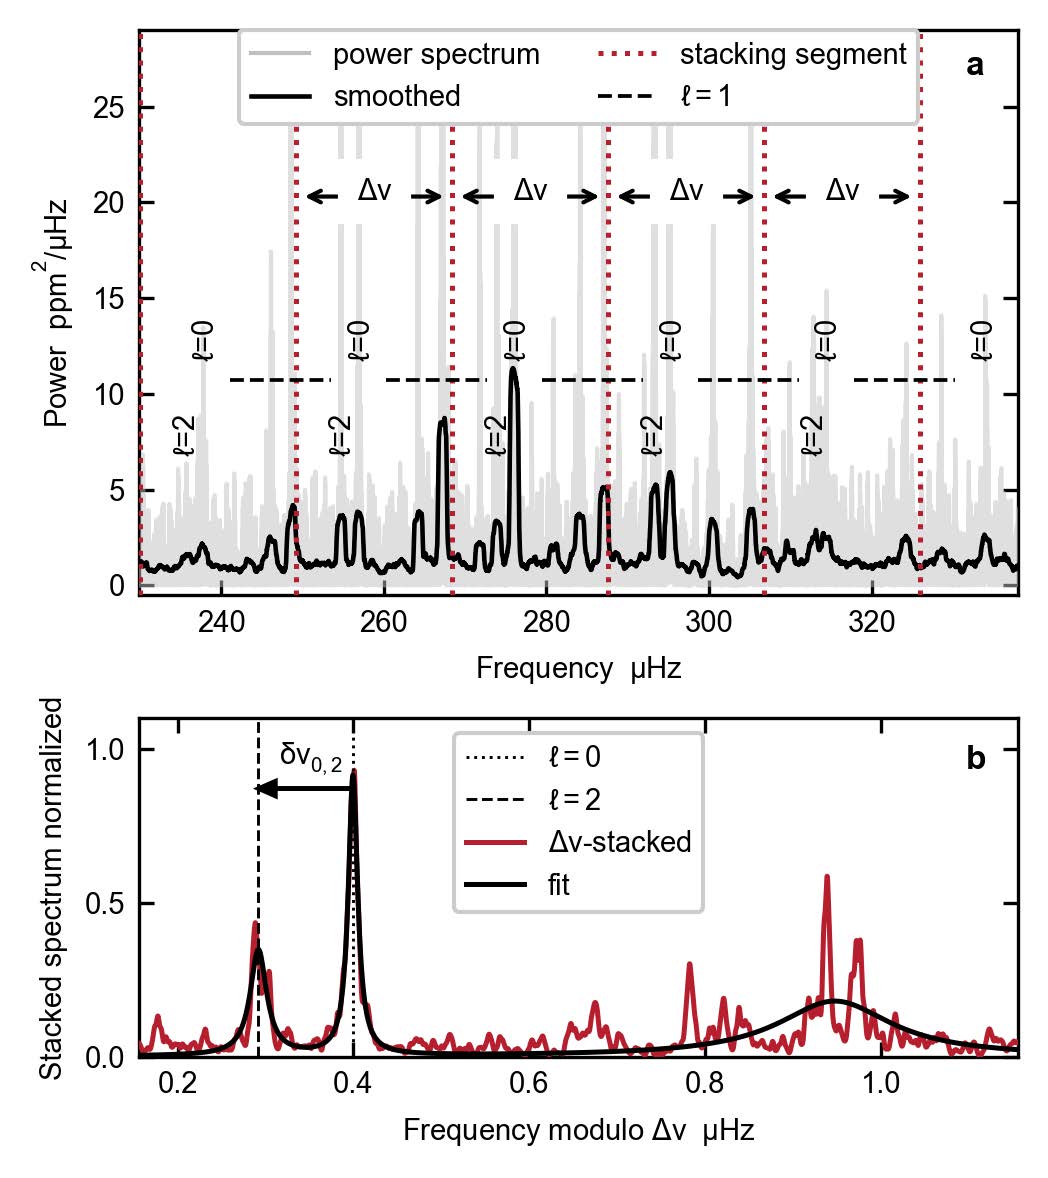 power spectrum
smoothed
stacking segment
ℓ = 1
a
Power ppm²/μHz
25
20
15
10
5
0
Δν
Δν
Δν
Δν
ℓ=0
ℓ=0
ℓ=0
ℓ=0
ℓ=0
ℓ=0
ℓ=2
ℓ=2
ℓ=2
ℓ=2
ℓ=2
240
260
280
300
320
Frequency μHz
Stacked spectrum normalized
1.0
0.5
0.0
δν0, 2
ℓ = 0
ℓ = 2
Δν-stacked
fit
b
0.2
0.4
0.6
0.8
1.0
Frequency modulo Δν μHz